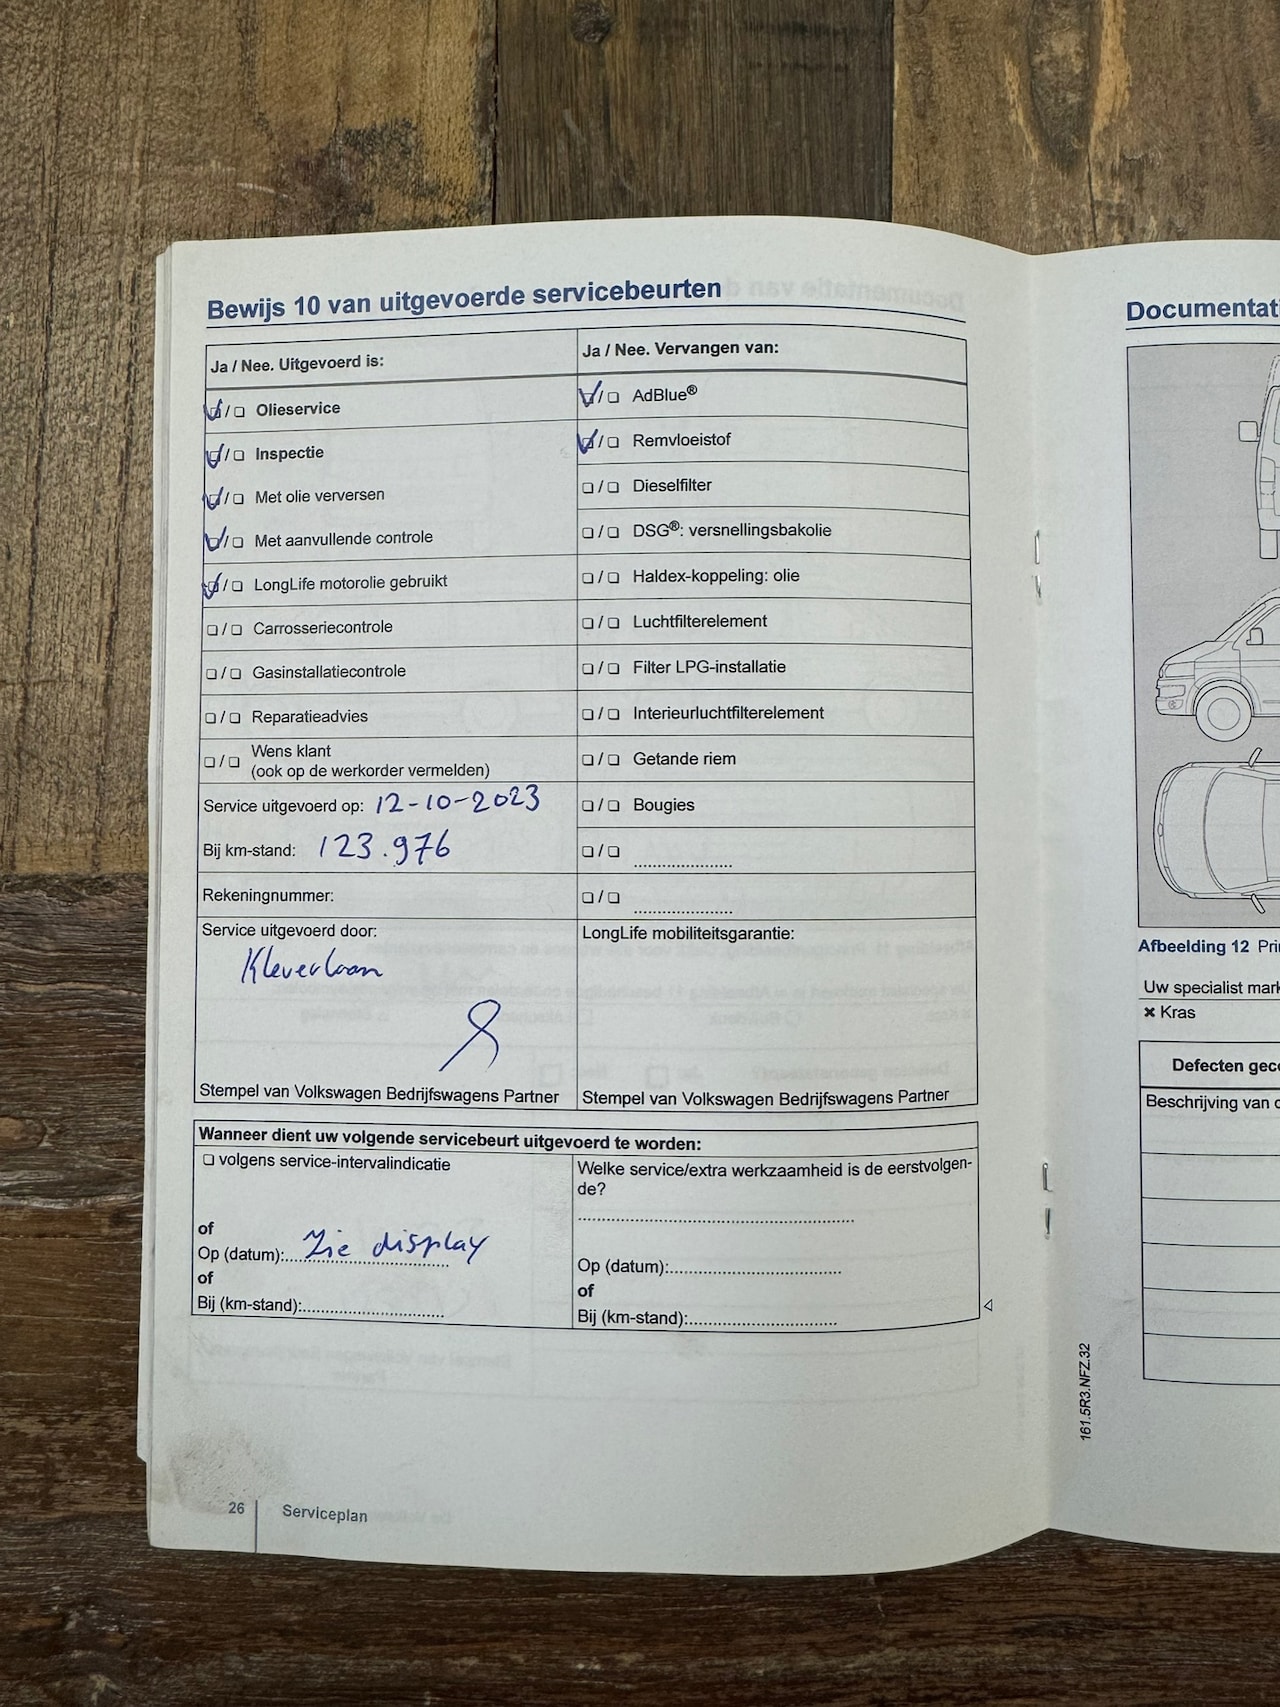 Bewijs 10 van uitgevoerde servicebeurten
Ja / Nee. Uitgevoerd is:
☑ / ☐ Olieservice
☑ / ☐ Inspectie
☑ / ☐ Met olie verversen
☑ / ☐ Met aanvullende controle
☑ / ☐ LongLife motorolie gebruikt
☐ / ☐ Carrosseriecontrole
☐ / ☐ Gasinstallatiecontrole
☐ / ☐ Reparatieadvies
☐ / ☐ Wens klant
(ook op de werkorder vermelden)
Service uitgevoerd op: 12-10-2023
Bij km-stand: 123.976
Rekeningnummer:
Service uitgevoerd door:
Kleverlaan
Stempel van Volkswagen Bedrijfswagens Partner
Ja / Nee. Vervangen van:
☑ / ☐ AdBlue®
☑ / ☐ Remvloeistof
☐ / ☐ Dieselfilter
☐ / ☐ DSG®: versnellingsbakolie
☐ / ☐ Haldex-koppeling: olie
☐ / ☐ Luchtfilterelement
☐ / ☐ Filter LPG-installatie
☐ / ☐ Interieurluchtfilterelement
☐ / ☐ Getande riem
☐ / ☐ Bougies
☐ / ☐ ....................
☐ / ☐ ....................
LongLife mobiliteitsgarantie:
Stempel van Volkswagen Bedrijfswagens Partner
Wanneer dient uw volgende servicebeurt uitgevoerd te worden:
☐ volgens service-intervalindicatie
of
Op (datum): Zie display
of
Bij (km-stand):
Welke service/extra werkzaamheid is de eerstvolgen-
de?
Op (datum):
of
Bij (km-stand):
26 Serviceplan
Documentati
Afbeelding 12 Prin
Uw specialist mark
✖ Kras
Defecten geco
Beschrijving van d
161.5R3.NFZ.32